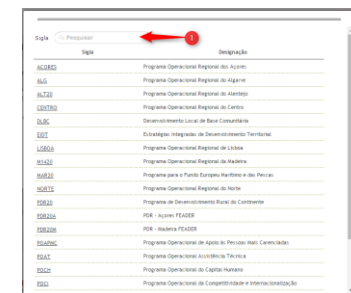 Sigla Pesquisar 1
Sigla Designação
AÇORES Programa Operacional Regional dos Açores
ALG Programa Operacional Regional do Algarve
ALT20 Programa Operacional Regional do Alentejo
CENTRO Programa Operacional Regional do Centro
DLBC Desenvolvimento Local de Base Comunitária
EIDT Estratégias Integradas de Desenvolvimento Territorial
LISBOA Programa Operacional Regional de Lisboa
M1420 Programa Operacional Regional da Madeira
MAR20 Programa para o Fundo Europeu Marítimo e das Pescas
NORTE Programa Operacional Regional do Norte
PDR20 Programa de Desenvolvimento Rural do Continente
PDR20A PDR - Açores FEADER
PDR20M PDR - Madeira FEADER
POAPMC Programa Operacional de Apoio às Pessoas Mais Carenciadas
POAT Programa Operacional Assistência Técnica
POCH Programa Operacional do Capital Humano
POCI Programa Operacional da Competitividade e Internacionalização